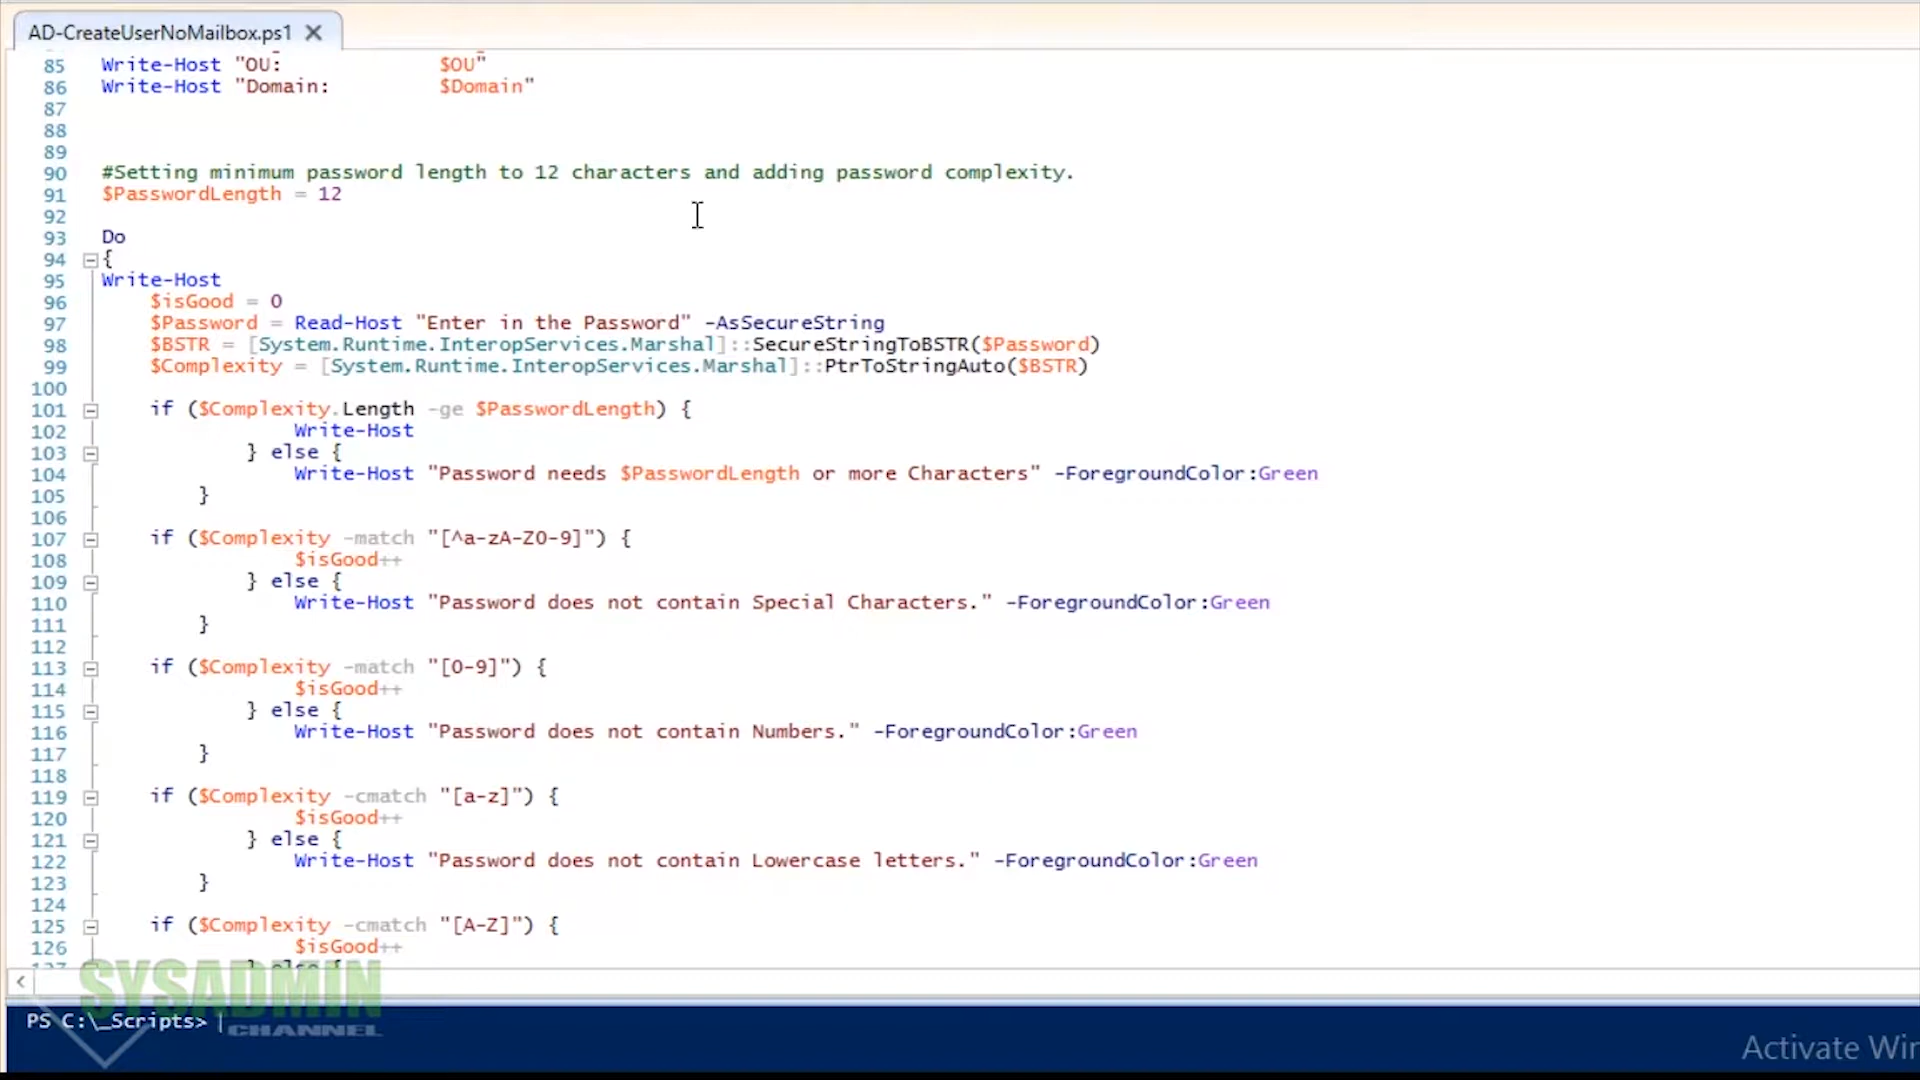 AD-CreateUserNoMailbox.ps1
85 Write-Host "OU: $OU"
86 Write-Host "Domain: $Domain"
87
88
89
90 #Setting minimum password length to 12 characters and adding password complexity.
91 $PasswordLength = 12
92
93 Do
94 {
95 Write-Host
96 $isGood = 0
97 $Password = Read-Host "Enter in the Password" -AsSecureString
98 $BSTR = [System.Runtime.InteropServices.Marshal]::SecureStringToBSTR($Password)
99 $Complexity = [System.Runtime.InteropServices.Marshal]::PtrToStringAuto($BSTR)
100
101 if ($Complexity.Length -ge $PasswordLength) {
102 Write-Host
103 } else {
104 Write-Host "Password needs $PasswordLength or more Characters" -ForegroundColor:Green
105 }
106
107 if ($Complexity -match "[^a-zA-Z0-9]") {
108 $isGood++
109 } else {
110 Write-Host "Password does not contain Special Characters." -ForegroundColor:Green
111 }
112
113 if ($Complexity -match "[0-9]") {
114 $isGood++
115 } else {
116 Write-Host "Password does not contain Numbers." -ForegroundColor:Green
117 }
118
119 if ($Complexity -cmatch "[a-z]") {
120 $isGood++
121 } else {
122 Write-Host "Password does not contain Lowercase letters." -ForegroundColor:Green
123 }
124
125 if ($Complexity -cmatch "[A-Z]") {
126 $isGood++
127 } else {
SYSADMIN
CHANNEL
PS C:\_Scripts>
Activate Win